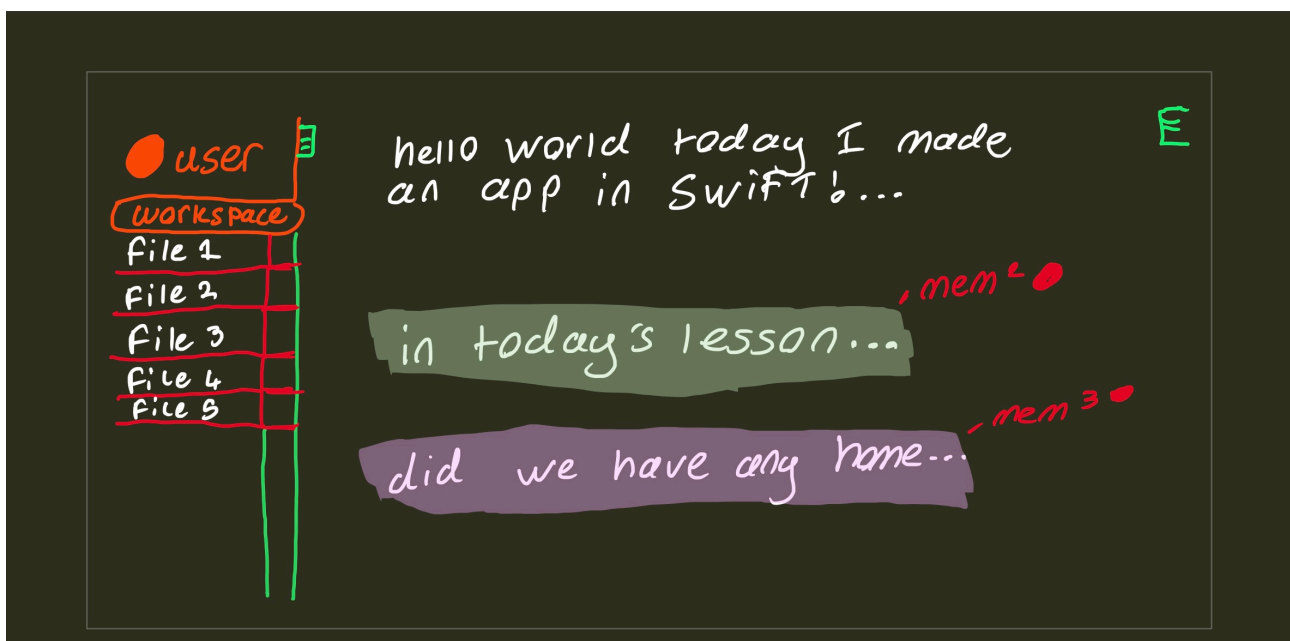 user
workspace
file 1
file 2
file 3
file 4
file 5
hello world today I made
an app in SwiFT!...
E
in today's lesson...
mem 2
did we have any home...
mem 3